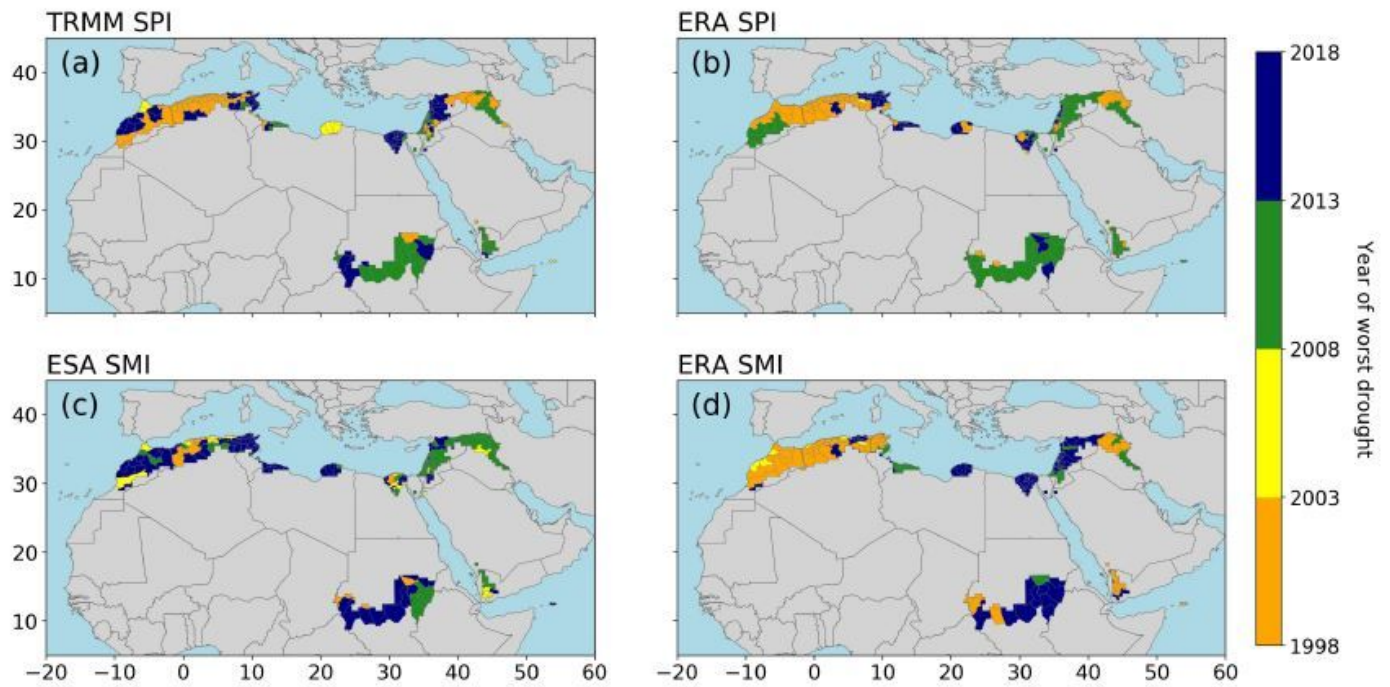 TRMM SPI
ERA SPI
(a)
(b)
40
30
20
10
2018
2013
2008
2003
1998
Year of worst drought
ESA SMI
ERA SMI
(c)
(d)
40
30
20
10
−20 −10 0 10 20 30 40 50 60
−20 −10 0 10 20 30 40 50 60